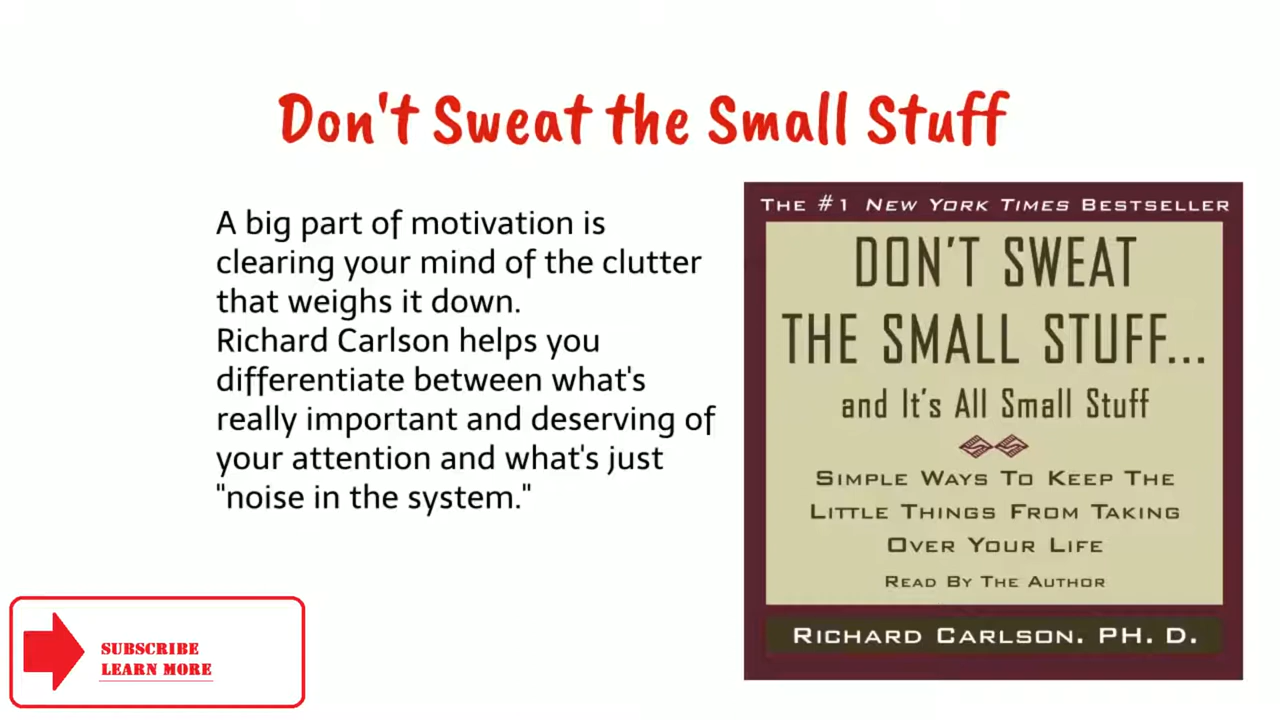 Don't Sweat the Small Stuff
A big part of motivation is
clearing your mind of the clutter
that weighs it down.
Richard Carlson helps you
differentiate between what's
really important and deserving of
your attention and what's just
"noise in the system."
THE #1 NEW YORK TIMES BESTSELLER
DON'T SWEAT
THE SMALL STUFF...
and It's All Small Stuff
SIMPLE WAYS TO KEEP THE
LITTLE THINGS FROM TAKING
OVER YOUR LIFE
READ BY THE AUTHOR
RICHARD CARLSON, PH. D.
SUBSCRIBE
LEARN MORE